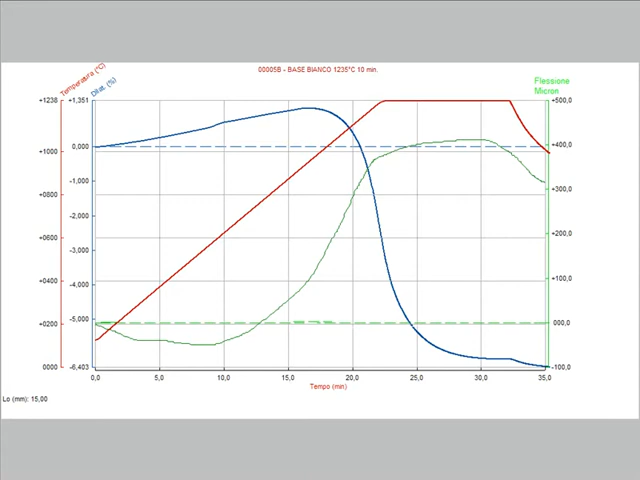 00005B - BASE BIANCO 1235°C 10 min.
Temperatura (°C)
Dilat. (%)
Flessione
Micron
+1238
+1000
+0800
+0600
+0400
+0200
0000
+1,351
0,000
-1,000
-2,000
-3,000
-4,000
-5,000
-6,403
+500,0
+400,0
+300,0
+200,0
+100,0
000,0
-100,0
0,0 5,0 10,0 15,0 20,0 25,0 30,0 35,0
Tempo (min)
Lo (mm): 15,00